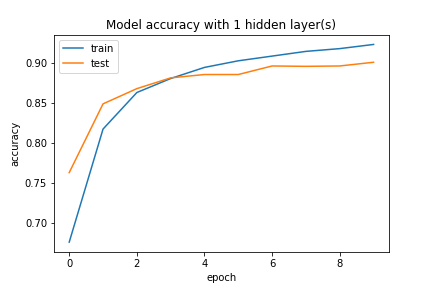 Model accuracy with 1 hidden layer(s)
train
test
0.90
0.85
0.80
0.75
0.70
accuracy
0 2 4 6 8
epoch